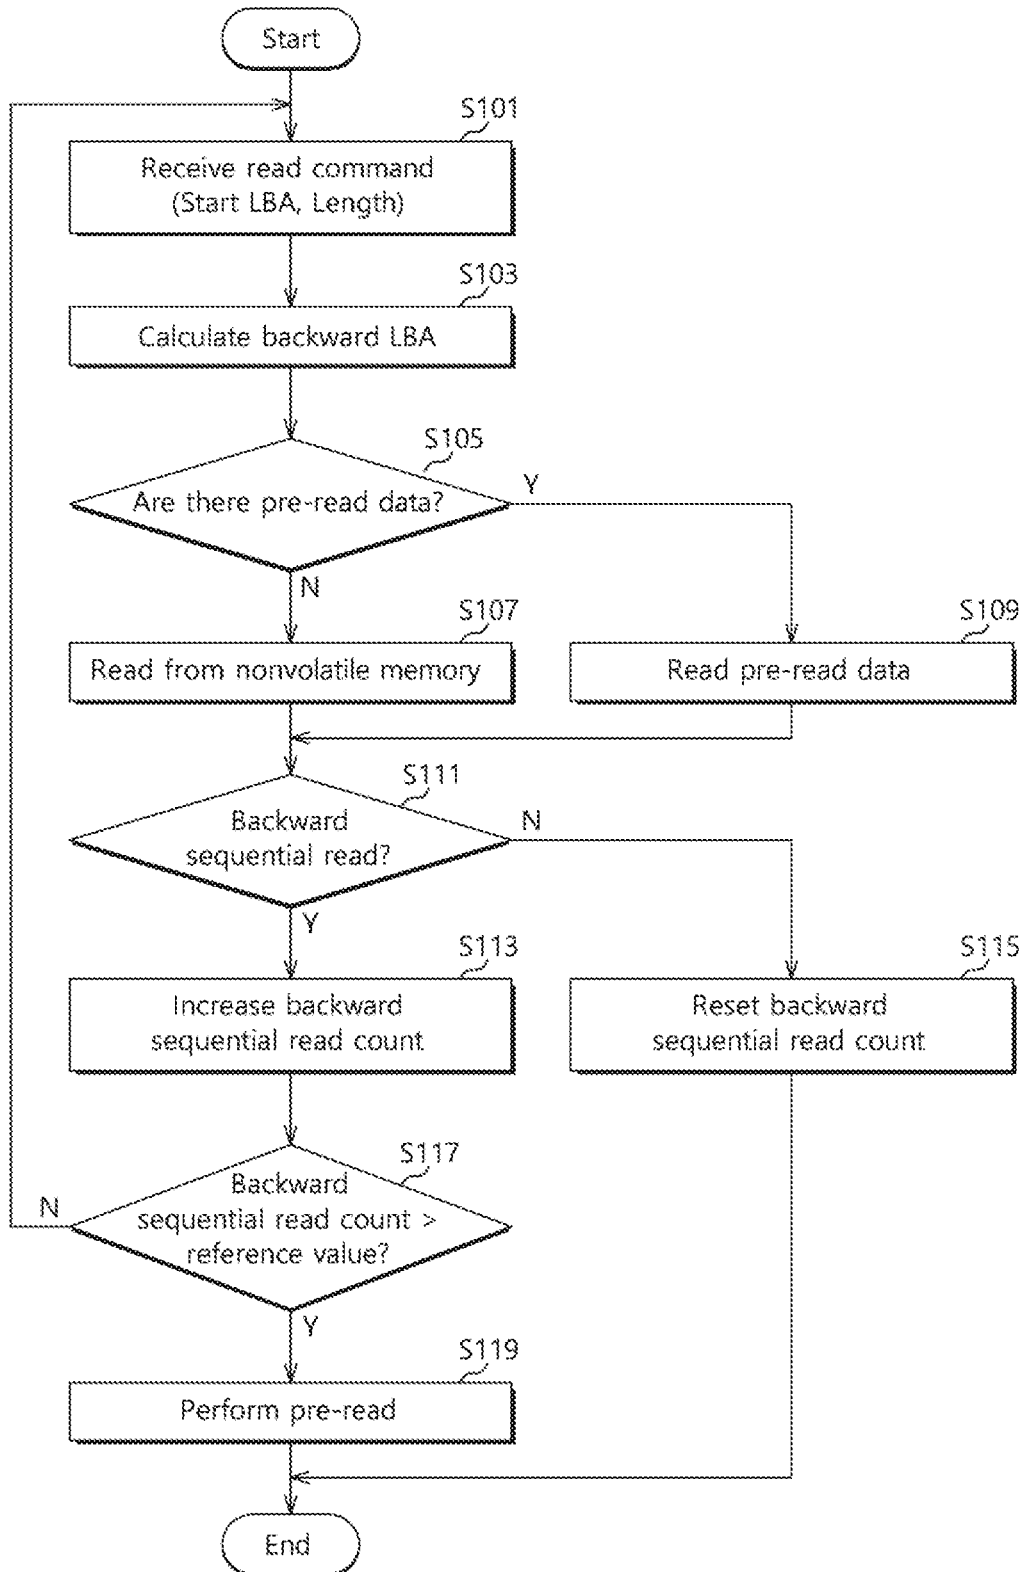 Start
S101
Receive read command
(Start LBA, Length)
S103
Calculate backward LBA
S105
Are there pre-read data?
Y
N
S107
Read from nonvolatile memory
S109
Read pre-read data
S111
Backward
sequential read?
N
Y
S113
Increase backward
sequential read count
S115
Reset backward
sequential read count
S117
Backward
sequential read count >
reference value?
N
Y
S119
Perform pre-read
End